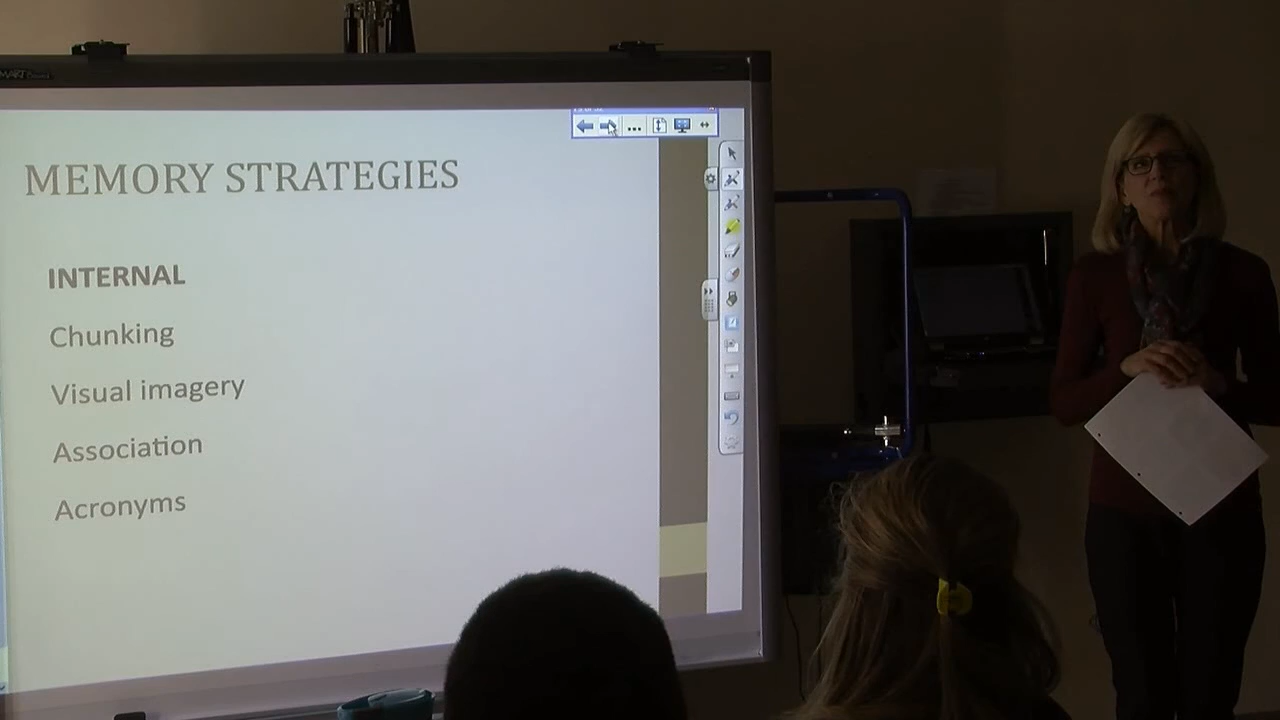 MEMORY STRATEGIES
INTERNAL
Chunking
Visual imagery
Association
Acronyms